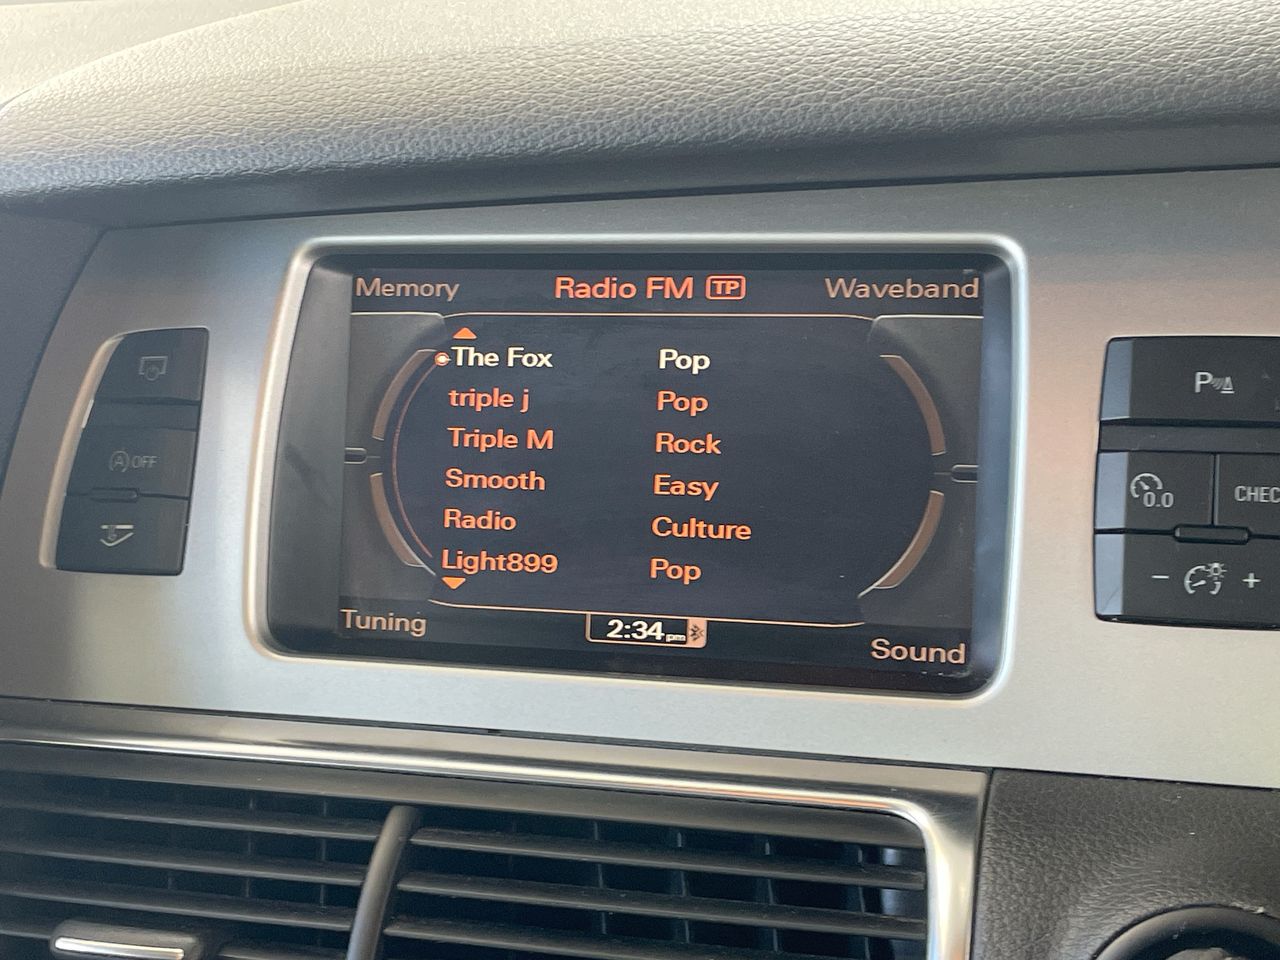 Memory Radio FM TP Waveband
The Fox Pop
triple j Pop
Triple M Rock
Smooth Easy
Radio Culture
Light899 Pop
Tuning 2:34 pm Sound
A OFF
P
0.0 CHEC
− +